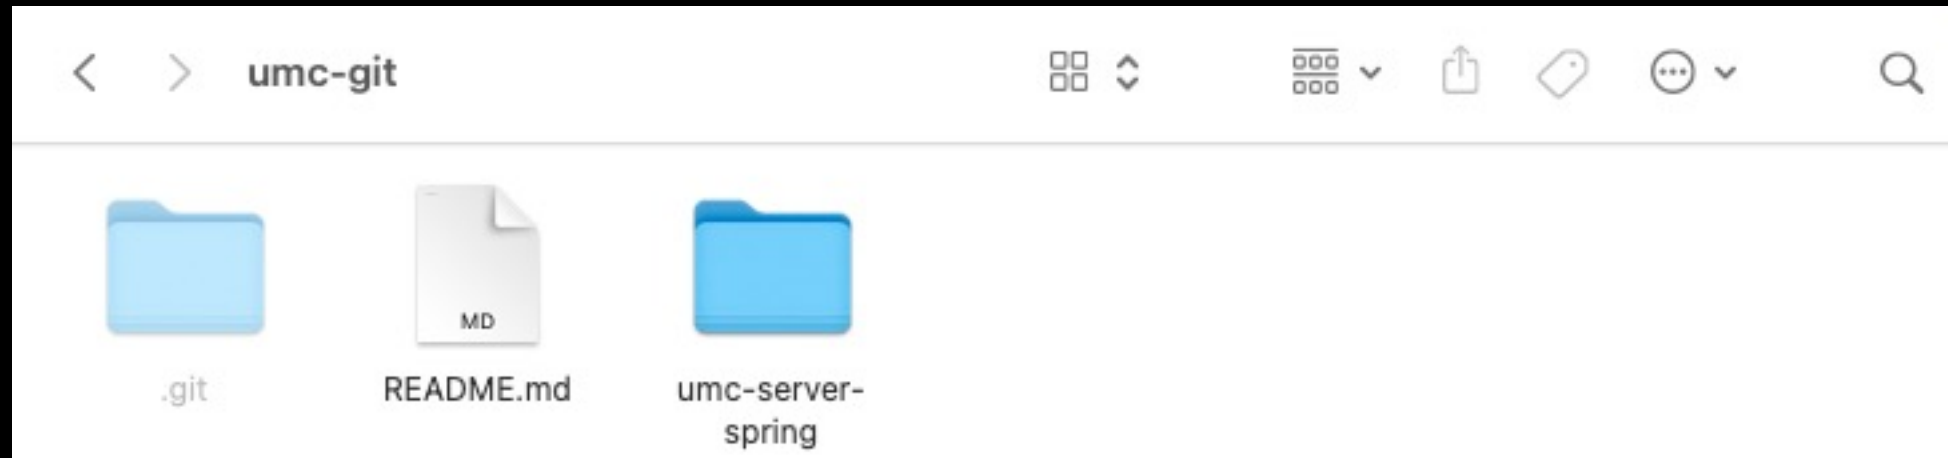 umc-git
MD
.git
README.md
umc-server-
spring